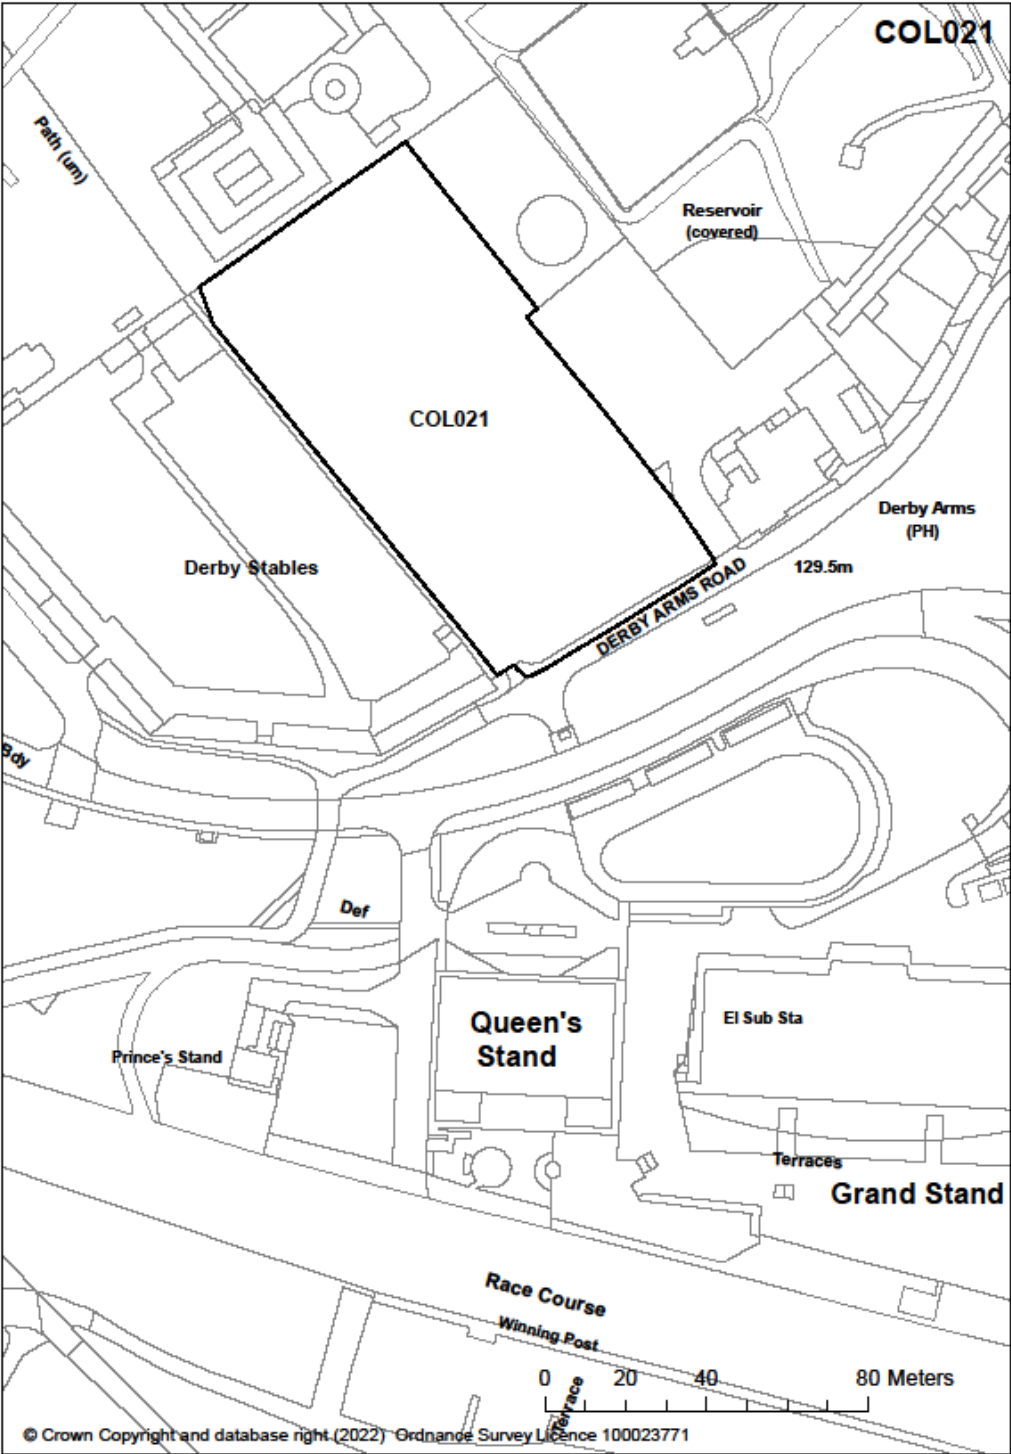 COL021
Path (um)
Reservoir
(covered)
COL021
Derby Arms
(PH)
Derby Stables
129.5m
DERBY ARMS ROAD
Bdy
Def
Queen's
Stand
El Sub Sta
Prince's Stand
Terraces
Grand Stand
Race Course
Winning Post
0 20 40 80 Meters
Terrace
© Crown Copyright and database right (2022) Ordnance Survey Licence 100023771